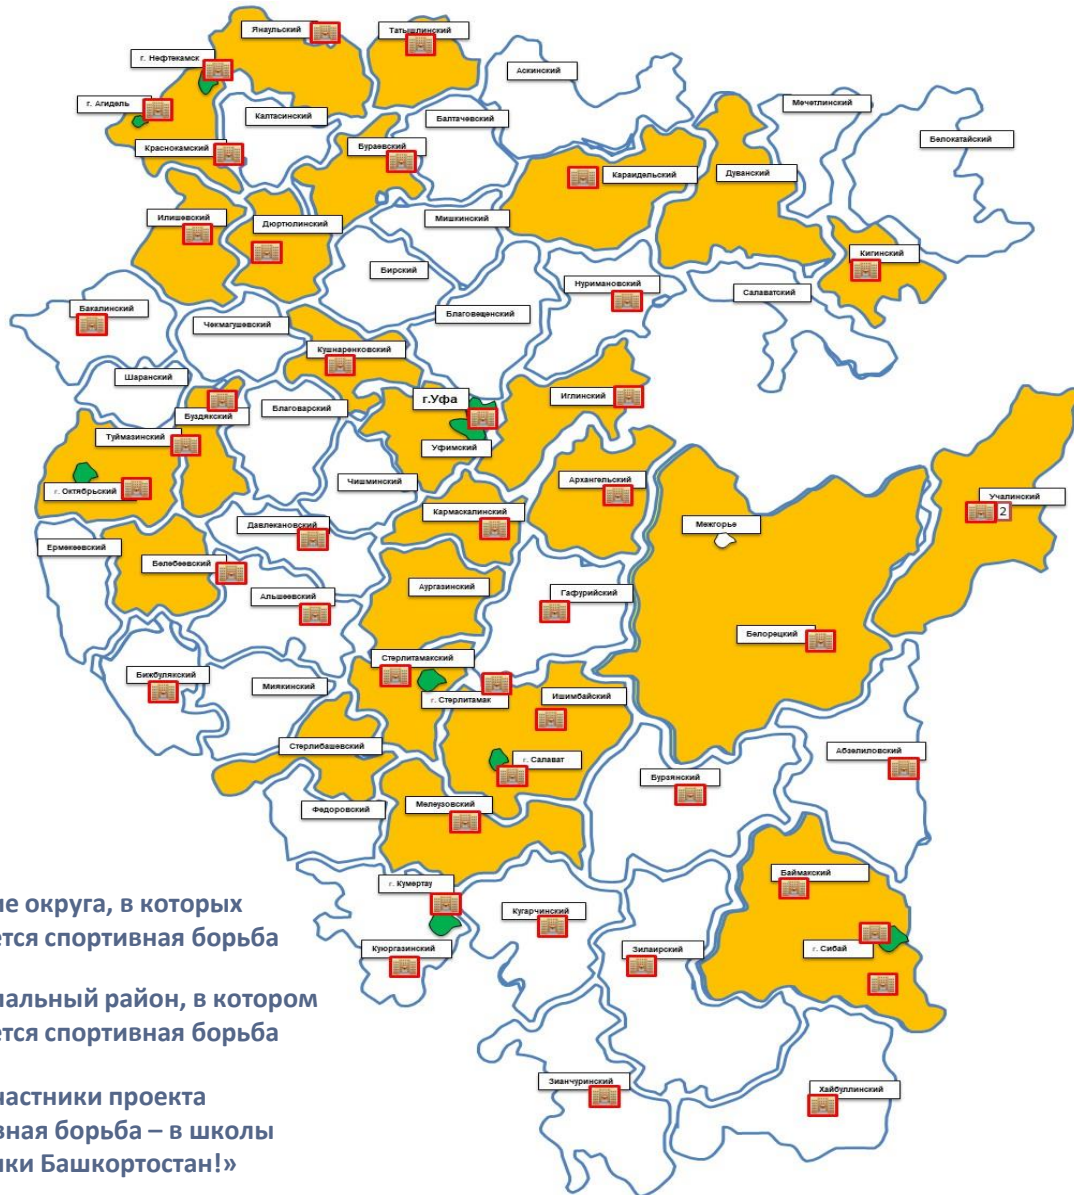 Янаульский
Татышлинский
г. Нефтекамск
Аскинский
г. Агидель
Мечетлинский
Калтасинский
Балтачевский
Белокатайский
Краснокамский
Бураевский
Караидельский
Дуванский
Илишевский
Дюртюлинский
Мишкинский
Кигинский
Бирский
Нуримановский
Салаватский
Бакалинский
Благовещенский
Чекмагушевский
Кушнаренковский
Шаранский
Иглинский
г.Уфа
Благоварский
Буздякский
Туймазинский
Уфимский
Архангельский
Чишминский
г. Октябрьский
Учалинский
2
Кармаскалинский
Давлекановский
Межгорье
Ермекеевский
Белебеевский
Аургазинский
Гафурийский
Альшеевский
Белорецкий
Стерлитамакский
Бижбулякский
Миякинский
г. Стерлитамак
Ишимбайский
Стерлибашевский
г. Салават
Абзелиловский
Бурзянский
Федоровский
Мелеузовский
Баймакский
г. Кумертау
Кугарчинский
Куюргазинский
Зилаирский
г. Сибай
Зианчуринский
Хайбуллинский
не округа, в которых
ется спортивная борьба
пальный район, в котором
ется спортивная борьба
частники проекта
вная борьба – в школы
ики Башкортостан!»